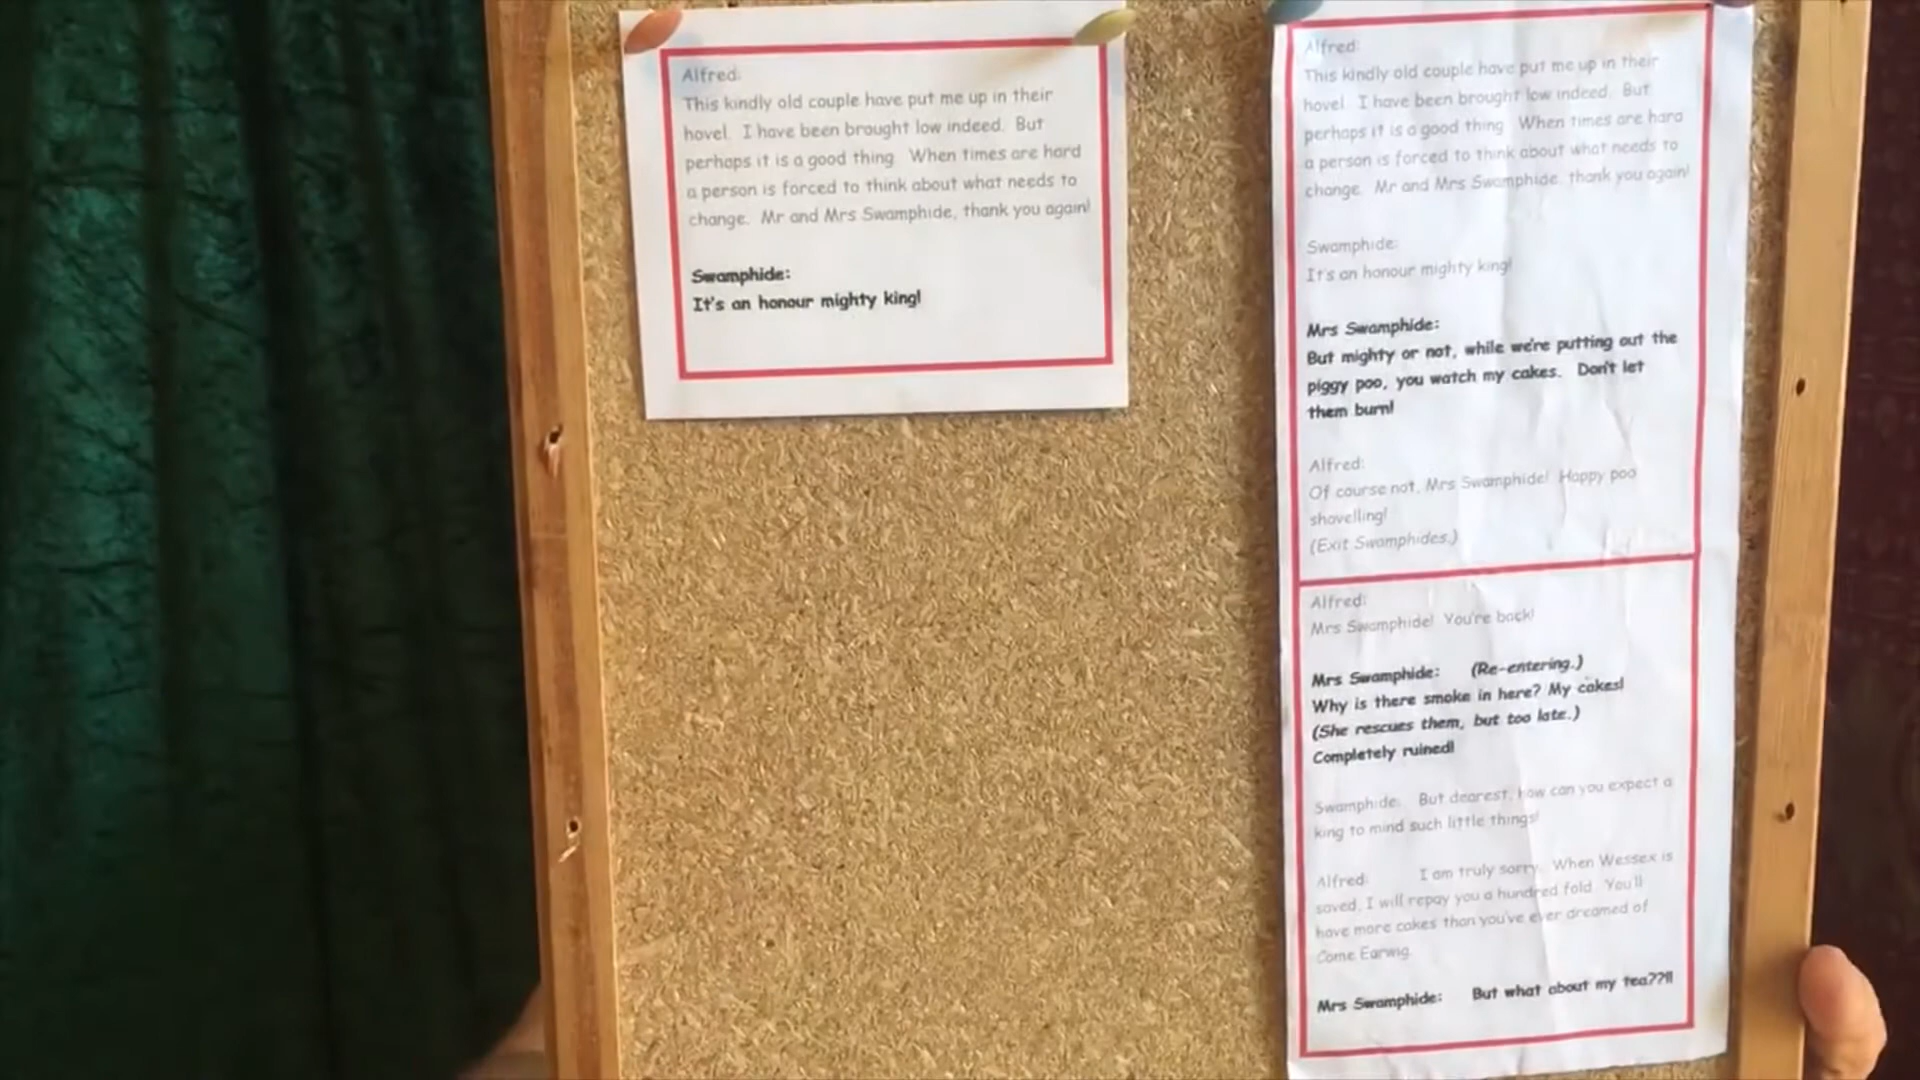 Alfred:
This kindly old couple have put me up in their
hovel. I have been brought low indeed. But
perhaps it is a good thing. When times are hard
a person is forced to think about what needs to
change. Mr and Mrs Swamphide, thank you again!
Swamphide:
It's an honour mighty king!
Alfred:
This kindly old couple have put me up in their
hovel. I have been brought low indeed. But
perhaps it is a good thing. When times are hard
a person is forced to think about what needs to
change. Mr and Mrs Swamphide, thank you again!
Swamphide:
It's an honour mighty king!
Mrs Swamphide:
But mighty or not, while we're putting out the
piggy poo, you watch my cakes. Don't let
them burn!
Alfred:
Of course not, Mrs Swamphide! Happy poo
shovelling!
(Exit Swamphides.)
Alfred:
Mrs Swamphide! You're back!
Mrs Swamphide: (Re-entering.)
Why is there smoke in here? My cakes!
(She rescues them, but too late.)
Completely ruined!
Swamphide: But dearest, how can you expect a
king to mind such little things!
Alfred: I am truly sorry. When Wessex is
saved, I will repay you a hundred fold. You'll
have more cakes than you've ever dreamed of.
Come Earwig.
Mrs Swamphide: But what about my tea??!!